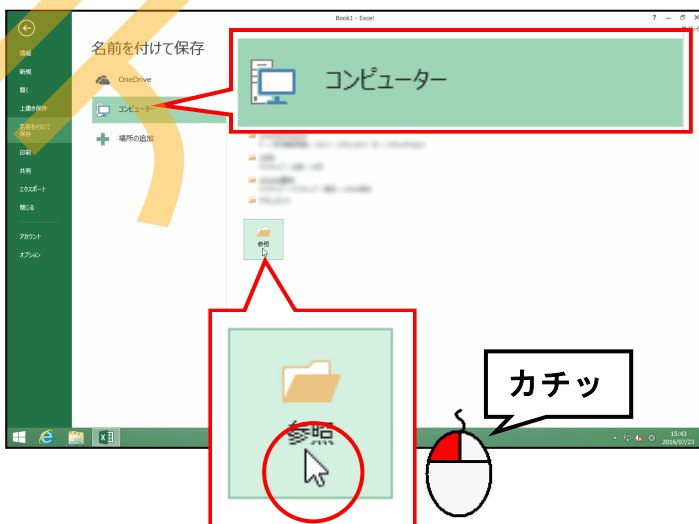 Book1 - Excel
?
名前を付けて保存
情報
新規
開く
上書き保存
名前を付けて
保存
印刷
共有
エクスポート
閉じる
アカウント
オプション
OneDrive
コンピューター
場所の追加
コンピューター
参照
参照
カチッ
15:43
2016/07/23